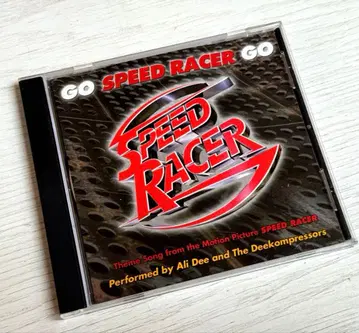 GO SPEED RACER GO
SPEED
RACER
Theme Song from the Motion Picture SPEED RACER
Performed by Ali Dee and The Deekompressors